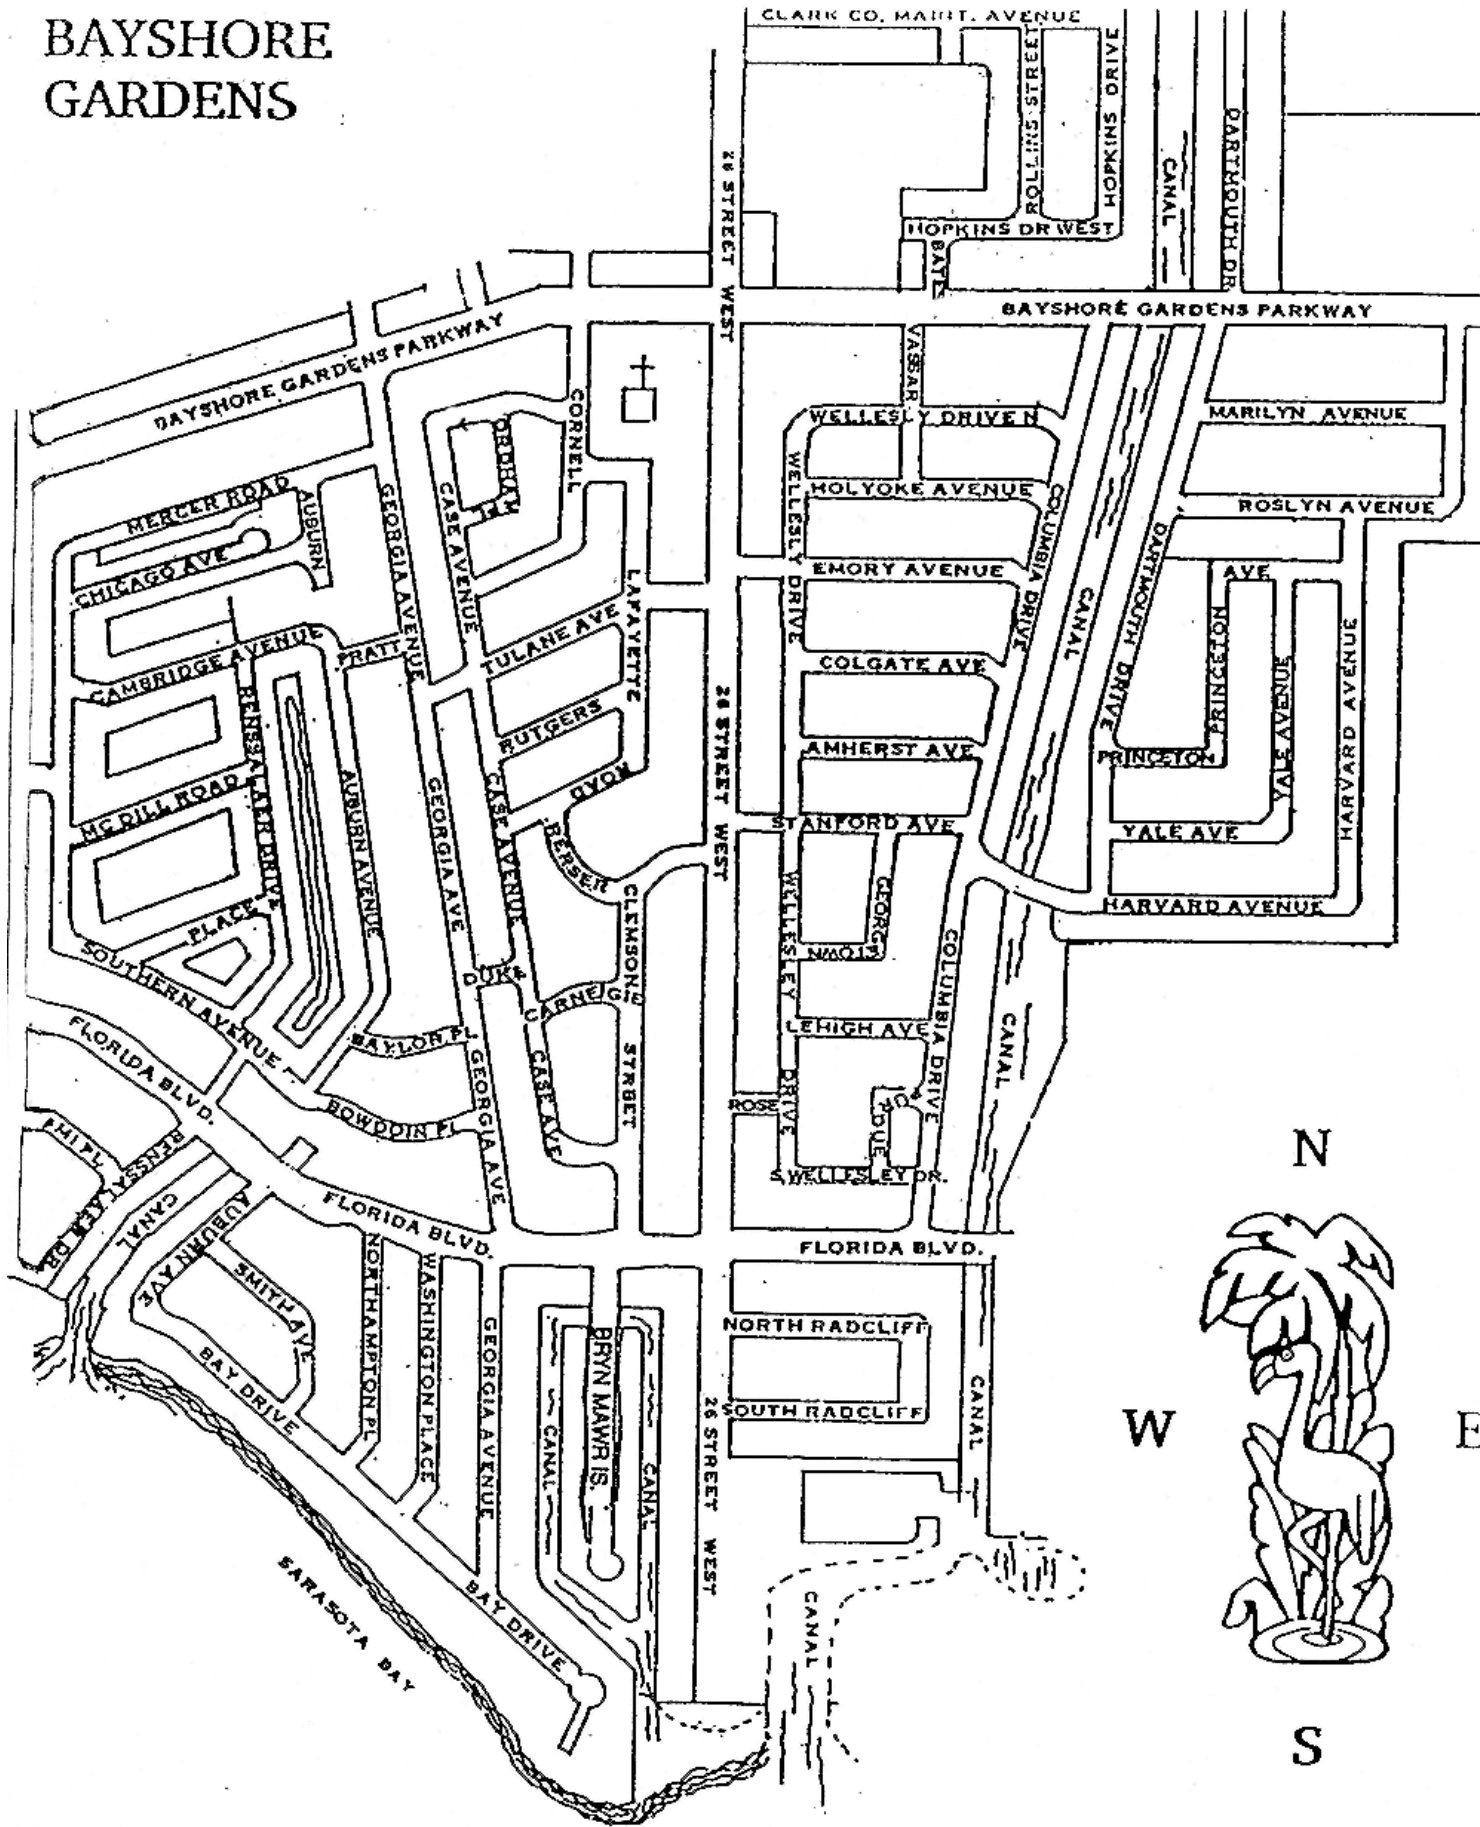 BAYSHORE
GARDENS
CLARK CO. MAINT. AVENUE
ROLLINS STREET
HOPKINS DRIVE
CANAL
DARTMOUTH DR
26 STREET WEST
HOPKINS DR WEST
BATES
BAYSHORE GARDENS PARKWAY
BAYSHORE GARDENS PARKWAY
VASSAR
CORNELL
FORDHAM
PL
WELLESLY DRIVE N
MARILYN AVENUE
MERCER ROAD
AUBURN
GEORGIA AVENUE
CASE AVENUE
WELLESLY DRIVE
HOLYOKE AVENUE
COLUMBIA DRIVE
ROSLYN AVENUE
CHICAGO AVE
DARTMOUTH DRIVE
EMORY AVENUE
AVE
LAFAYETTE
TULANE AVE
CANAL
PRINCETON
CAMBRIDGE AVENUE
PRATT
COLGATE AVE
YALE AVENUE
HARVARD AVENUE
RENSSALAER DRIVE
RUTGERS
ROAD
26 STREET WEST
AMHERST AVE
PRINCETON
MC DILL ROAD
AUBURN AVENUE
GEORGIA AVE
CASE AVENUE
BERSER
STANFORD AVE
YALE AVE
PLACE
CLEMSON
STREET
WELLESLEY
DRIVE
GEORG
ETOWN
HARVARD AVENUE
SOUTHERN AVENUE
DUKE
CARNEGIE
COLUMBIA DRIVE
FLORIDA BLVD.
BAYLOR PL
LEHIGH AVE
CANAL
GEORGIA AVE
CASE AVE
ROSE
PURDUE
BOWDOIN PL
S. WELLESLEY DR.
RENSSALAER DR
CANAL
AUBURN AVE
FLORIDA BLVD.
FLORIDA BLVD.
N
SMITH AVE
NORTHAMPTON PL
WASHINGTON PLACE
GEORGIA AVENUE
BRYN MAWR IS.
NORTH RADCLIFF
BAY DRIVE
CANAL
CANAL
26 STREET WEST
SOUTH RADCLIFF
CANAL
W
E
SARASOTA BAY
BAY DRIVE
CANAL
S